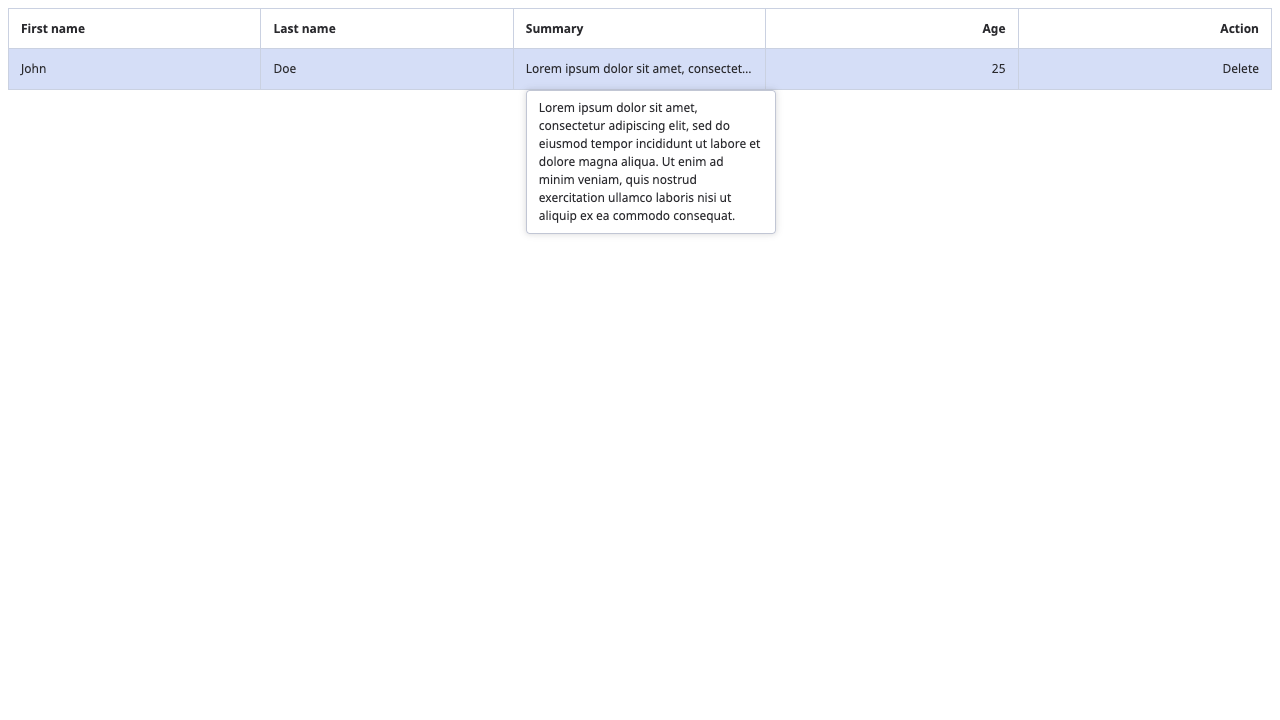 First name Last name Summary Age Action
John Doe Lorem ipsum dolor sit amet, consectet... 25 Delete
Lorem ipsum dolor sit amet,
consectetur adipiscing elit, sed do
eiusmod tempor incididunt ut labore et
dolore magna aliqua. Ut enim ad
minim veniam, quis nostrud
exercitation ullamco laboris nisi ut
aliquip ex ea commodo consequat.